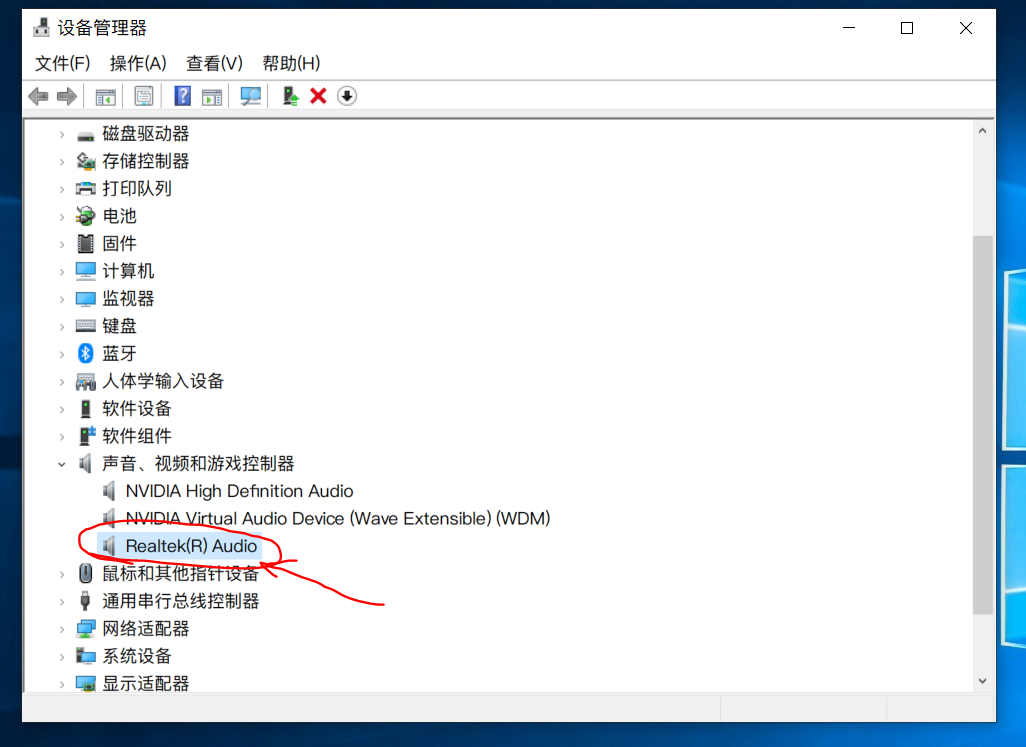 设备管理器
文件(F) 操作(A) 查看(V) 帮助(H)
磁盘驱动器
存储控制器
打印队列
电池
固件
计算机
监视器
键盘
蓝牙
人体学输入设备
软件设备
软件组件
声音、视频和游戏控制器
NVIDIA High Definition Audio
NVIDIA Virtual Audio Device (Wave Extensible) (WDM)
Realtek(R) Audio
鼠标和其他指针设备
通用串行总线控制器
网络适配器
系统设备
显示适配器